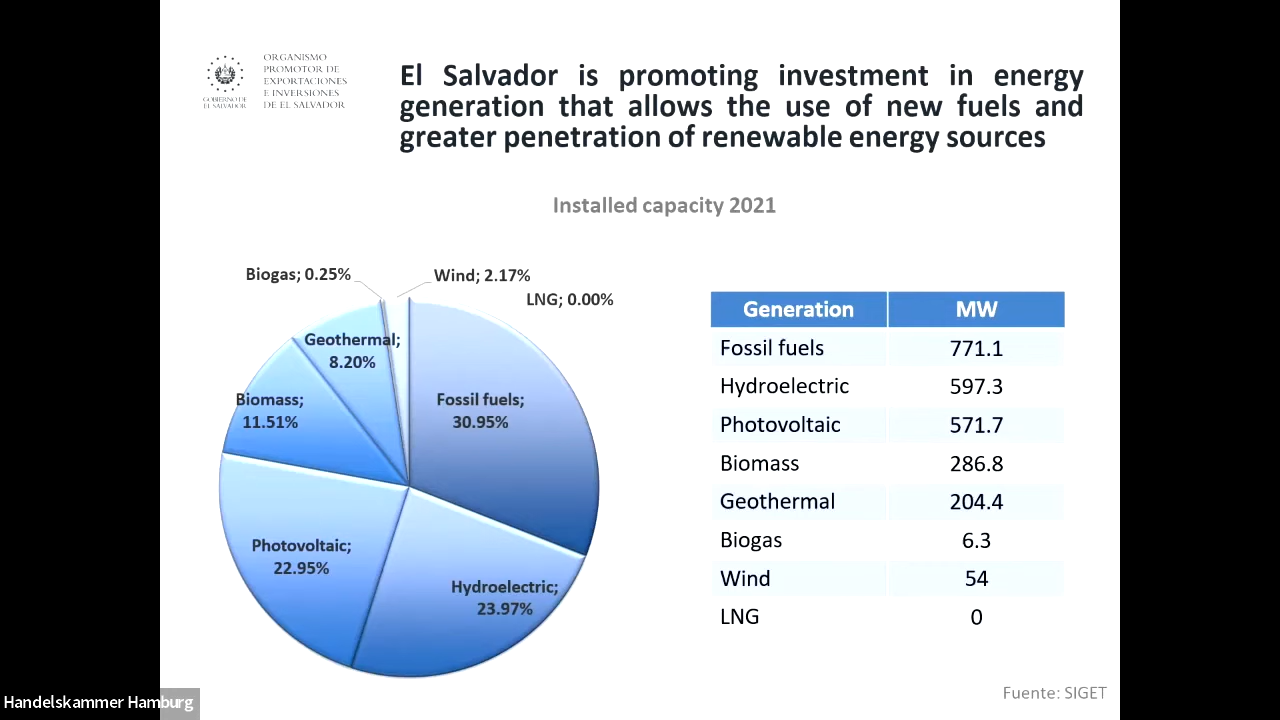 ORGANISMO
PROMOTOR DE
EXPORTACIONES
E INVERSIONES
DE EL SALVADOR
GOBIERNO DE
EL SALVADOR
El Salvador is promoting investment in energy
generation that allows the use of new fuels and
greater penetration of renewable energy sources
Installed capacity 2021
Biogas; 0.25%
Wind; 2.17%
LNG; 0.00%
Geothermal;
8.20%
Biomass;
11.51%
Fossil fuels;
30.95%
Photovoltaic;
22.95%
Hydroelectric;
23.97%
Generation MW
Fossil fuels 771.1
Hydroelectric 597.3
Photovoltaic 571.7
Biomass 286.8
Geothermal 204.4
Biogas 6.3
Wind 54
LNG 0
Fuente: SIGET
Handelskammer Hamburg